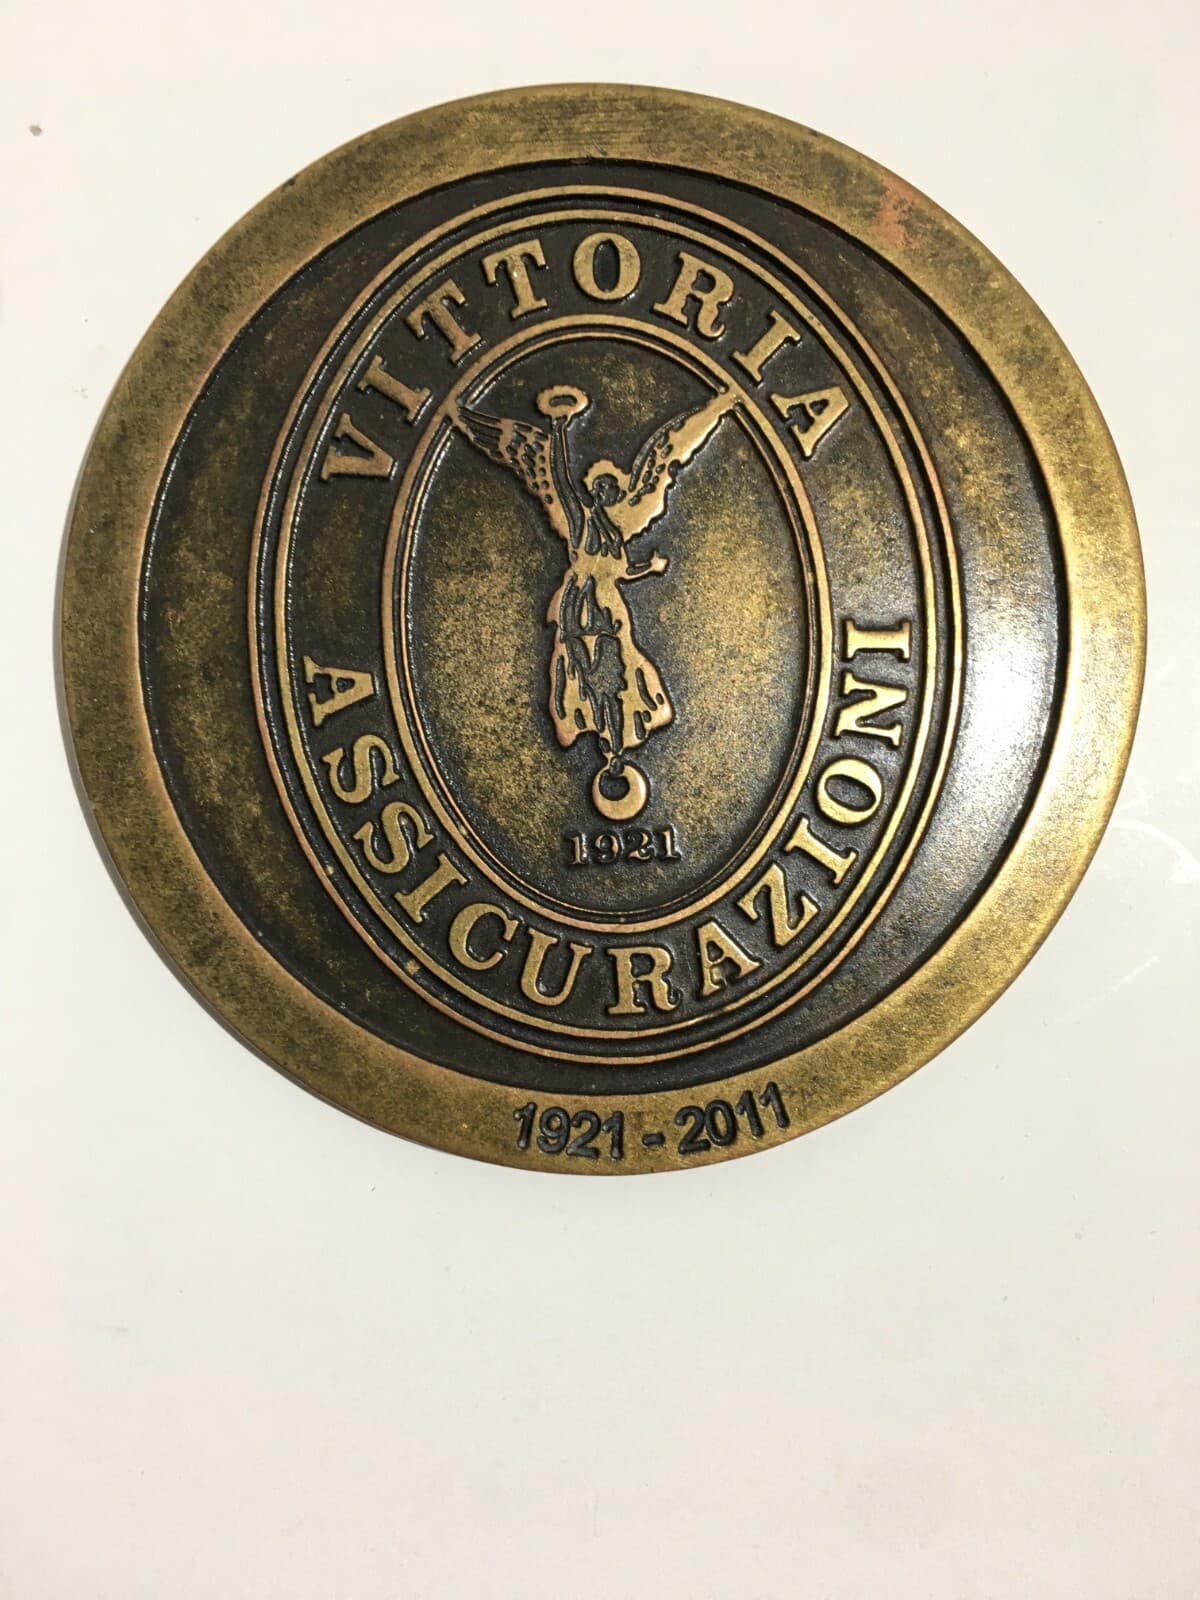 VITTORIA
ASSICURAZIONI
1921
1921 - 2011